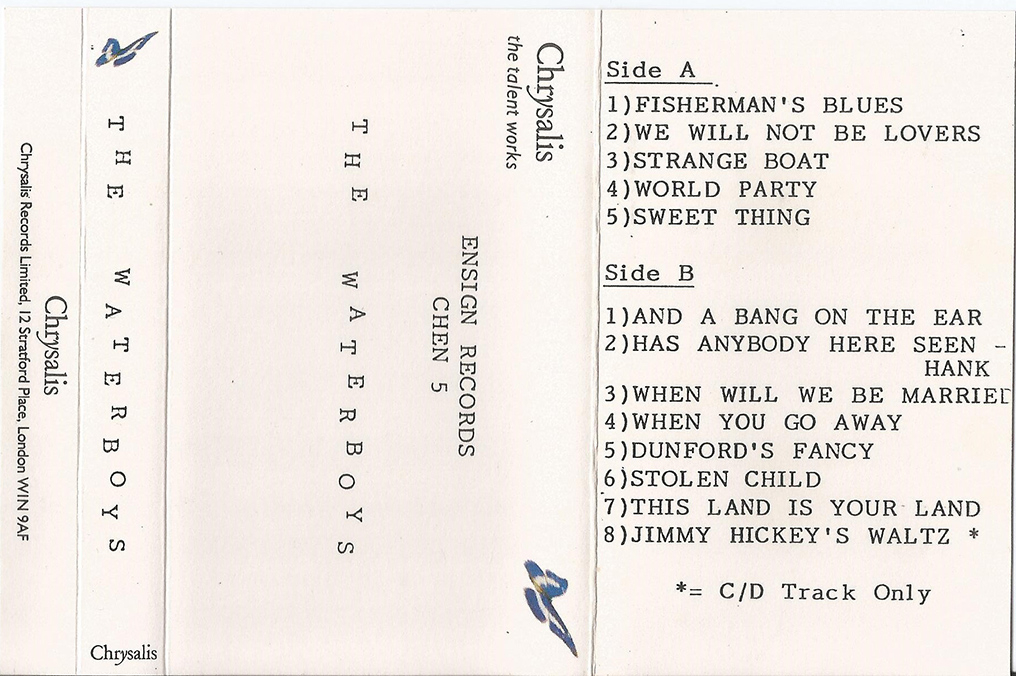 Chrysalis Records Limited, 12 Stratford Place, London W1N 9AF
Chrysalis
THE WATERBOYS
Chrysalis
THE WATERBOYS
ENSIGN RECORDS
CHEN 5
Chrysalis
the talent works
Side A
1)FISHERMAN'S BLUES
2)WE WILL NOT BE LOVERS
3)STRANGE BOAT
4)WORLD PARTY
5)SWEET THING
Side B
1)AND A BANG ON THE EAR
2)HAS ANYBODY HERE SEEN -
HANK
3)WHEN WILL WE BE MARRIED
4)WHEN YOU GO AWAY
5)DUNFORD'S FANCY
6)STOLEN CHILD
7)THIS LAND IS YOUR LAND
8)JIMMY HICKEY'S WALTZ *
*= C/D Track Only